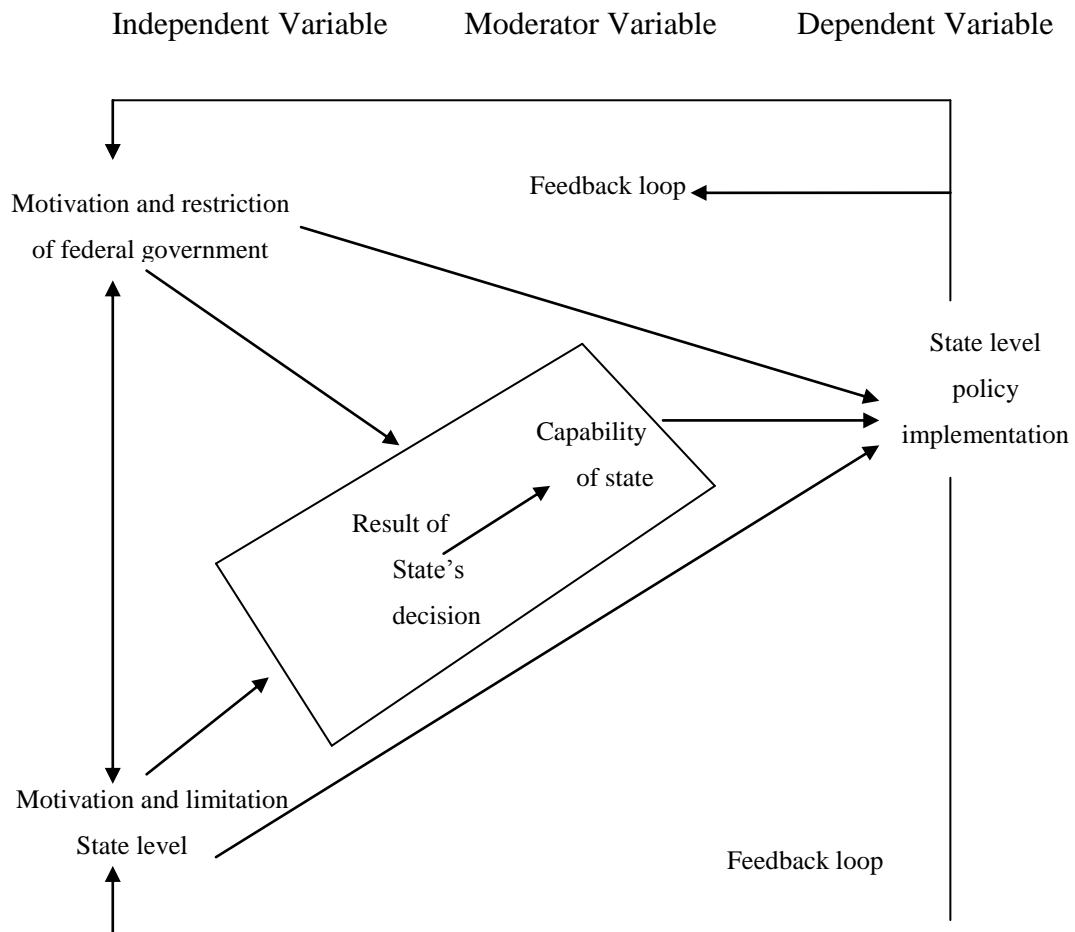 Independent Variable Moderator Variable Dependent Variable
Feedback loop
Motivation and restriction
of federal government
State level
policy
implementation
Capability
of state
Result of
State’s
decision
Motivation and limitation
State level
Feedback loop